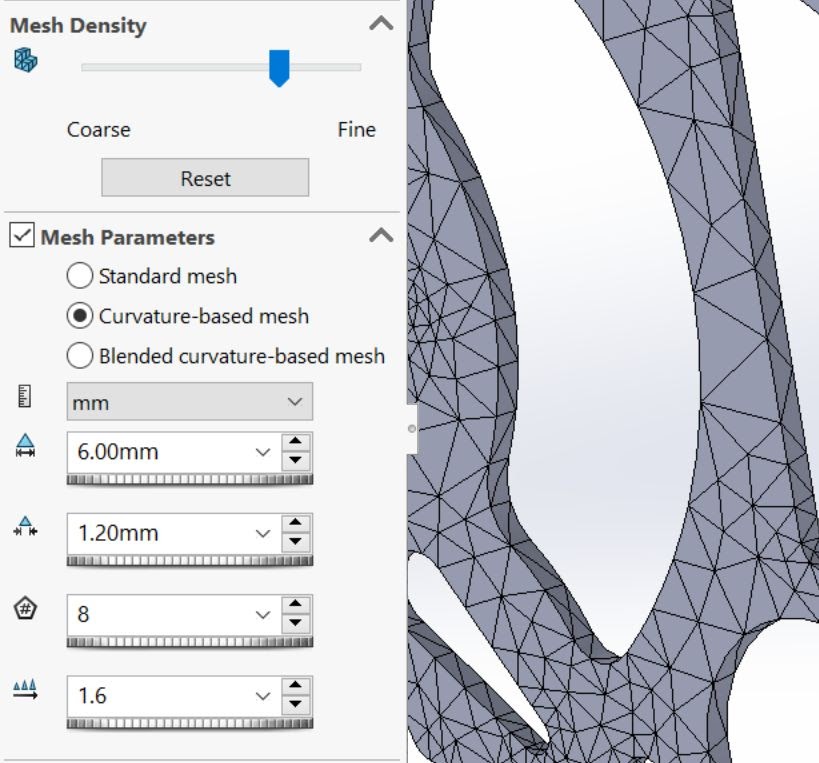 Mesh Density
Coarse Fine
Reset
Mesh Parameters
Standard mesh
Curvature-based mesh
Blended curvature-based mesh
mm
6.00mm
1.20mm
#
8
1.6